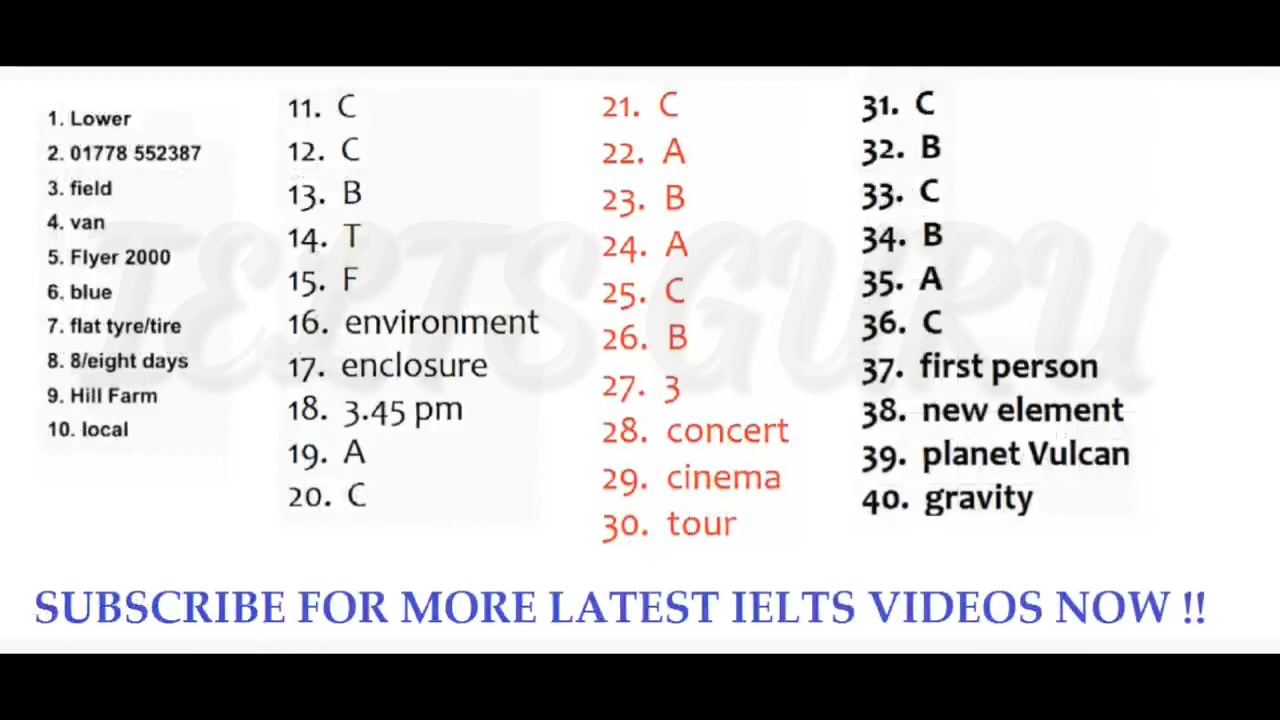 1. Lower
2. 01778 552387
3. field
4. van
5. Flyer 2000
6. blue
7. flat tyre/tire
8. 8/eight days
9. Hill Farm
10. local
11. C
12. C
13. B
14. T
15. F
16. environment
17. enclosure
18. 3.45 pm
19. A
20. C
21. C
22. A
23. B
24. A
25. C
26. B
27. 3
28. concert
29. cinema
30. tour
31. C
32. B
33. C
34. B
35. A
36. C
37. first person
38. new element
39. planet Vulcan
40. gravity
IELTS GURU
SUBSCRIBE FOR MORE LATEST IELTS VIDEOS NOW !!